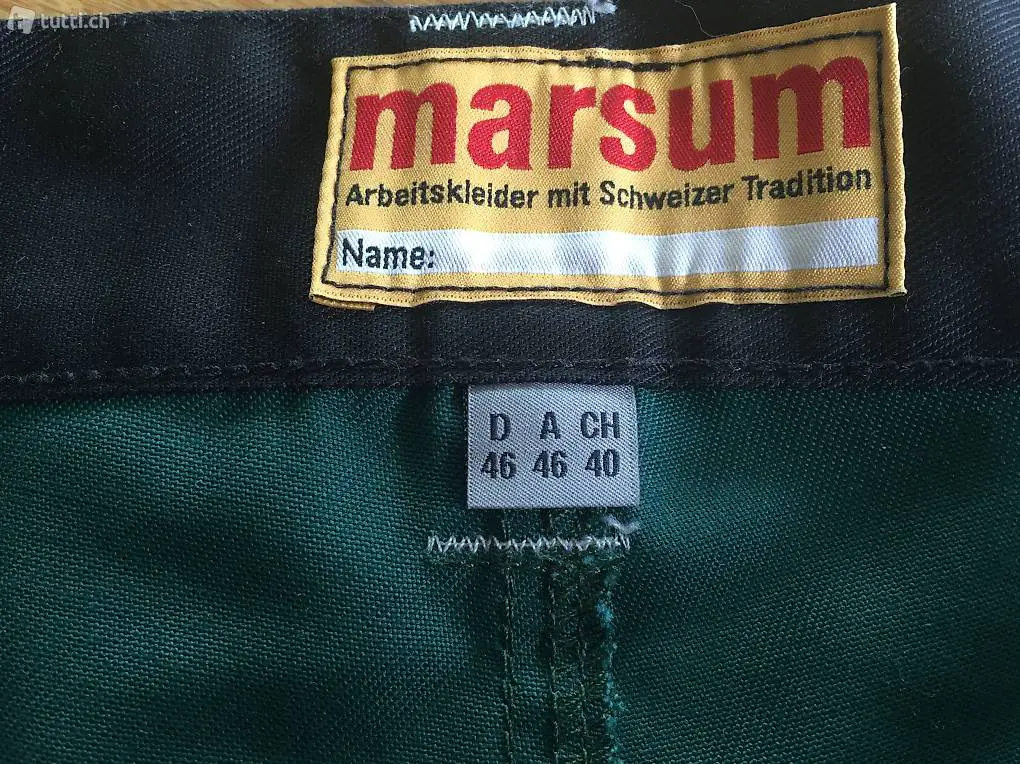 tutti.ch
marsum
Arbeitskleider mit Schweizer Tradition
Name:
D A CH
46 46 40